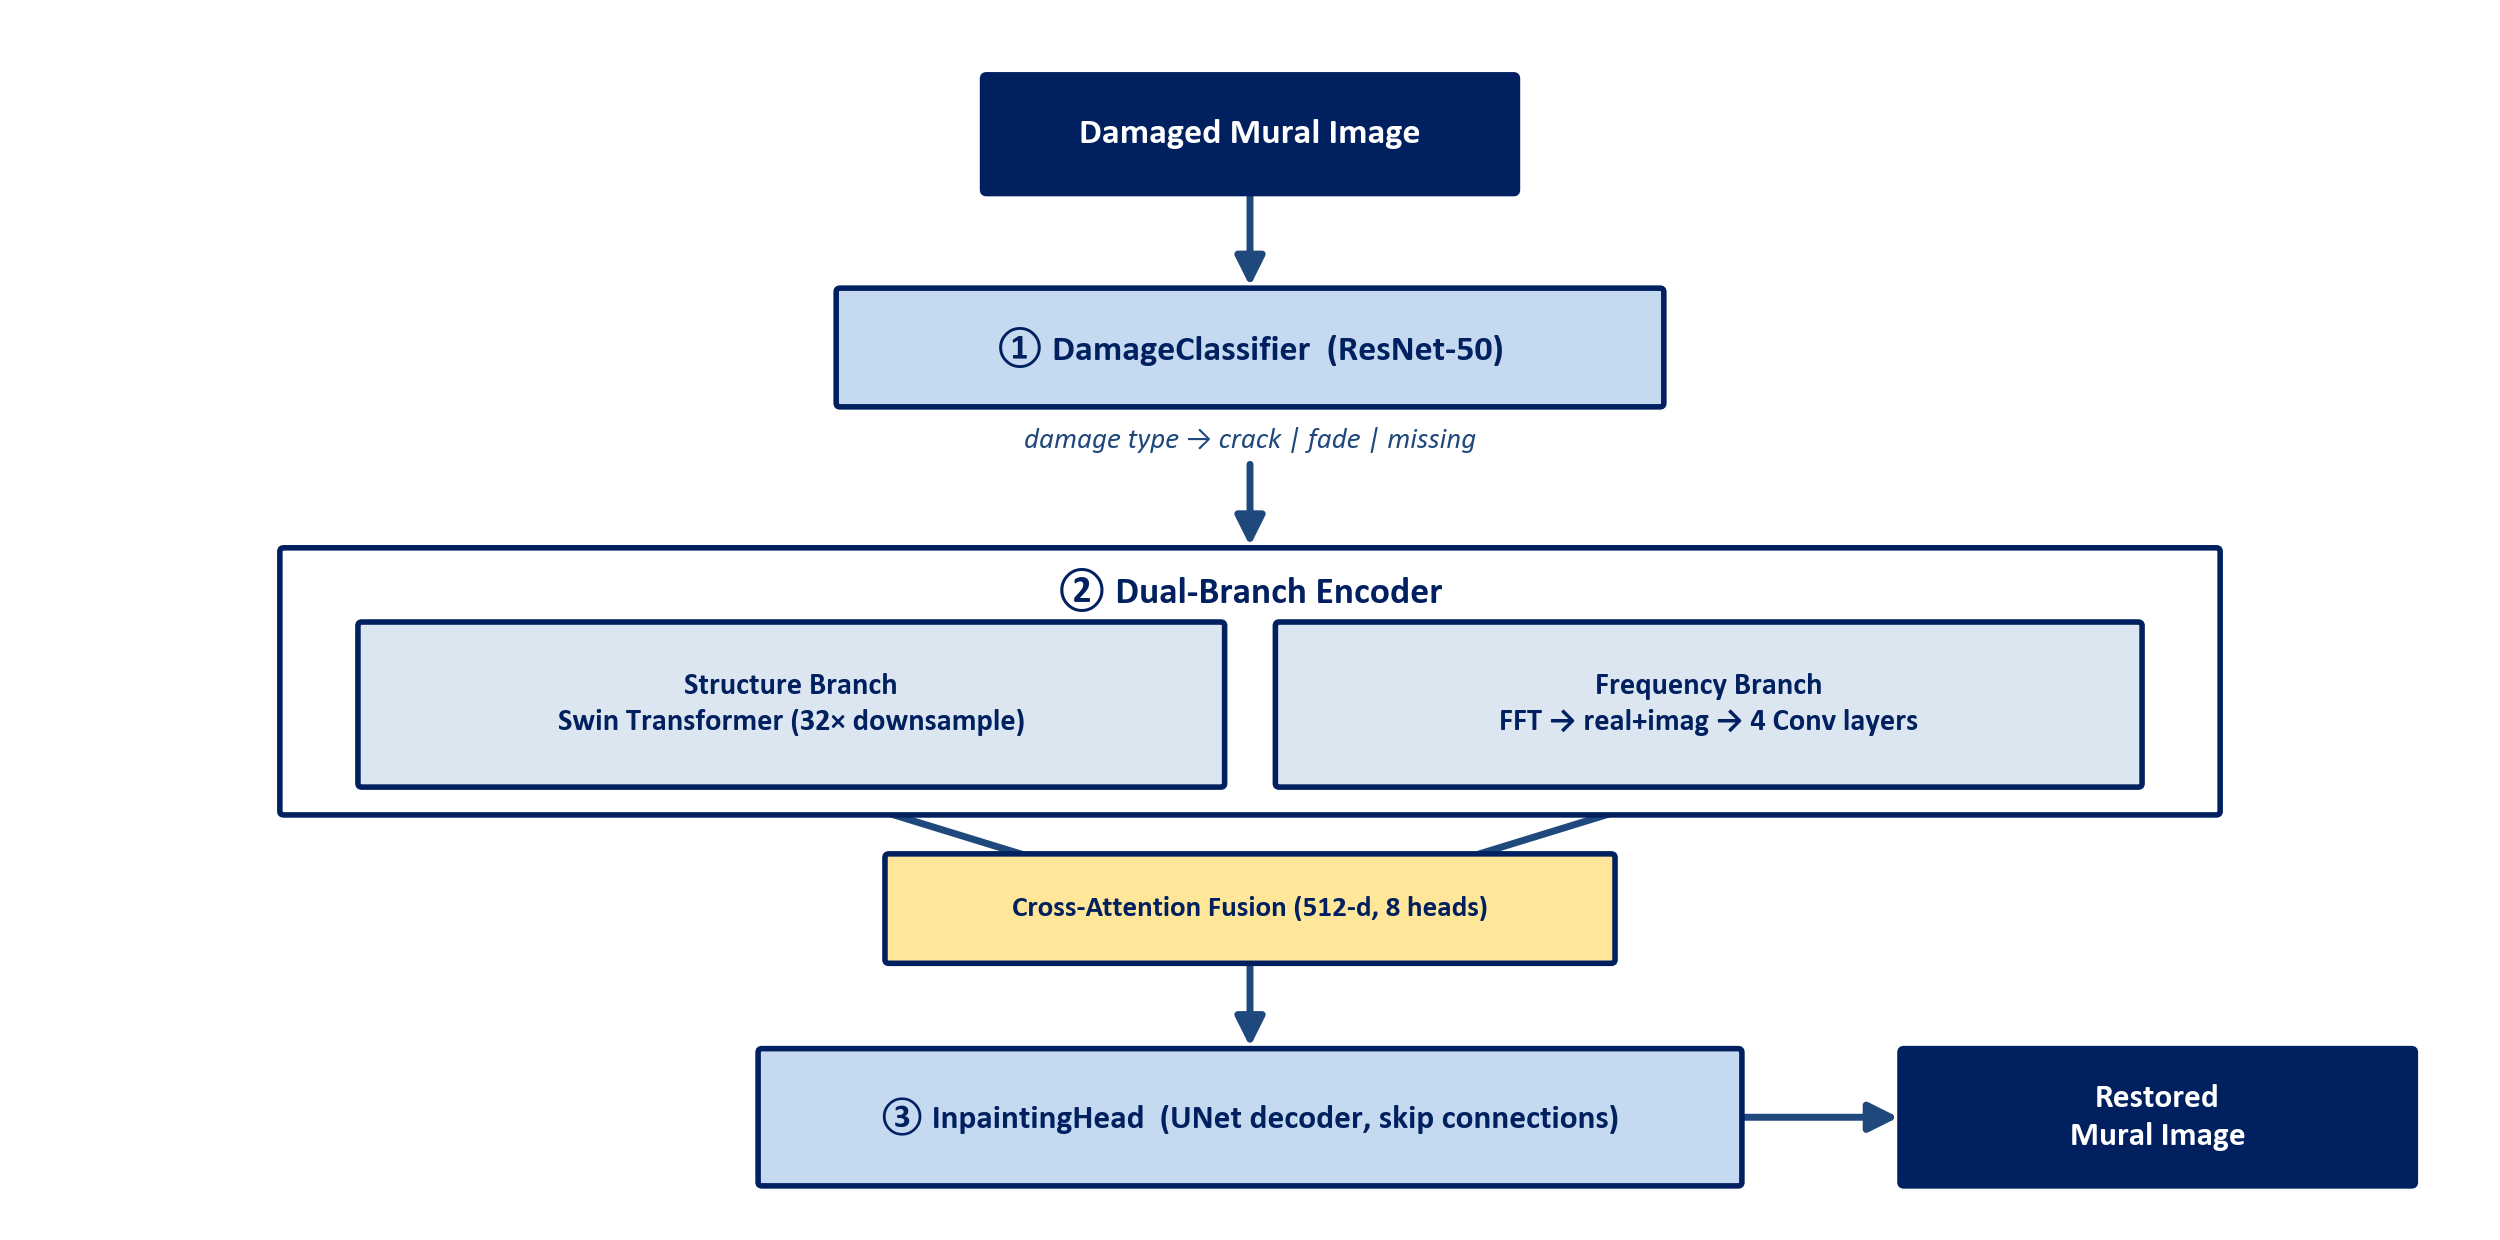 Damaged Mural Image
① DamageClassifier (ResNet-50)
damage type → crack | fade | missing
② Dual-Branch Encoder
Structure Branch
Swin Transformer (32× downsample)
Frequency Branch
FFT → real+imag → 4 Conv layers
Cross-Attention Fusion (512-d, 8 heads)
③ InpaintingHead (UNet decoder, skip connections)
Restored
Mural Image